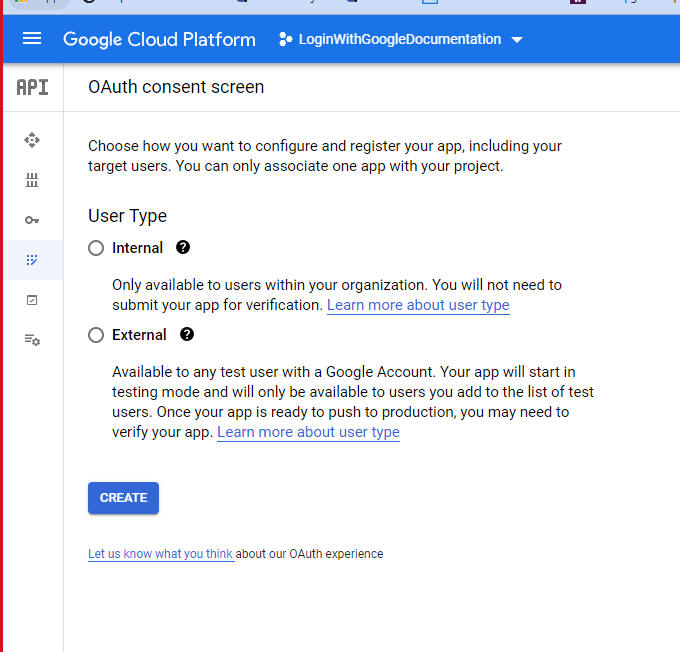 Google Cloud Platform LoginWithGoogleDocumentation
API OAuth consent screen
Choose how you want to configure and register your app, including your
target users. You can only associate one app with your project.
User Type
Internal
Only available to users within your organization. You will not need to
submit your app for verification. Learn more about user type
External
Available to any test user with a Google Account. Your app will start in
testing mode and will only be available to users you add to the list of test
users. Once your app is ready to push to production, you may need to
verify your app. Learn more about user type
CREATE
Let us know what you think about our OAuth experience